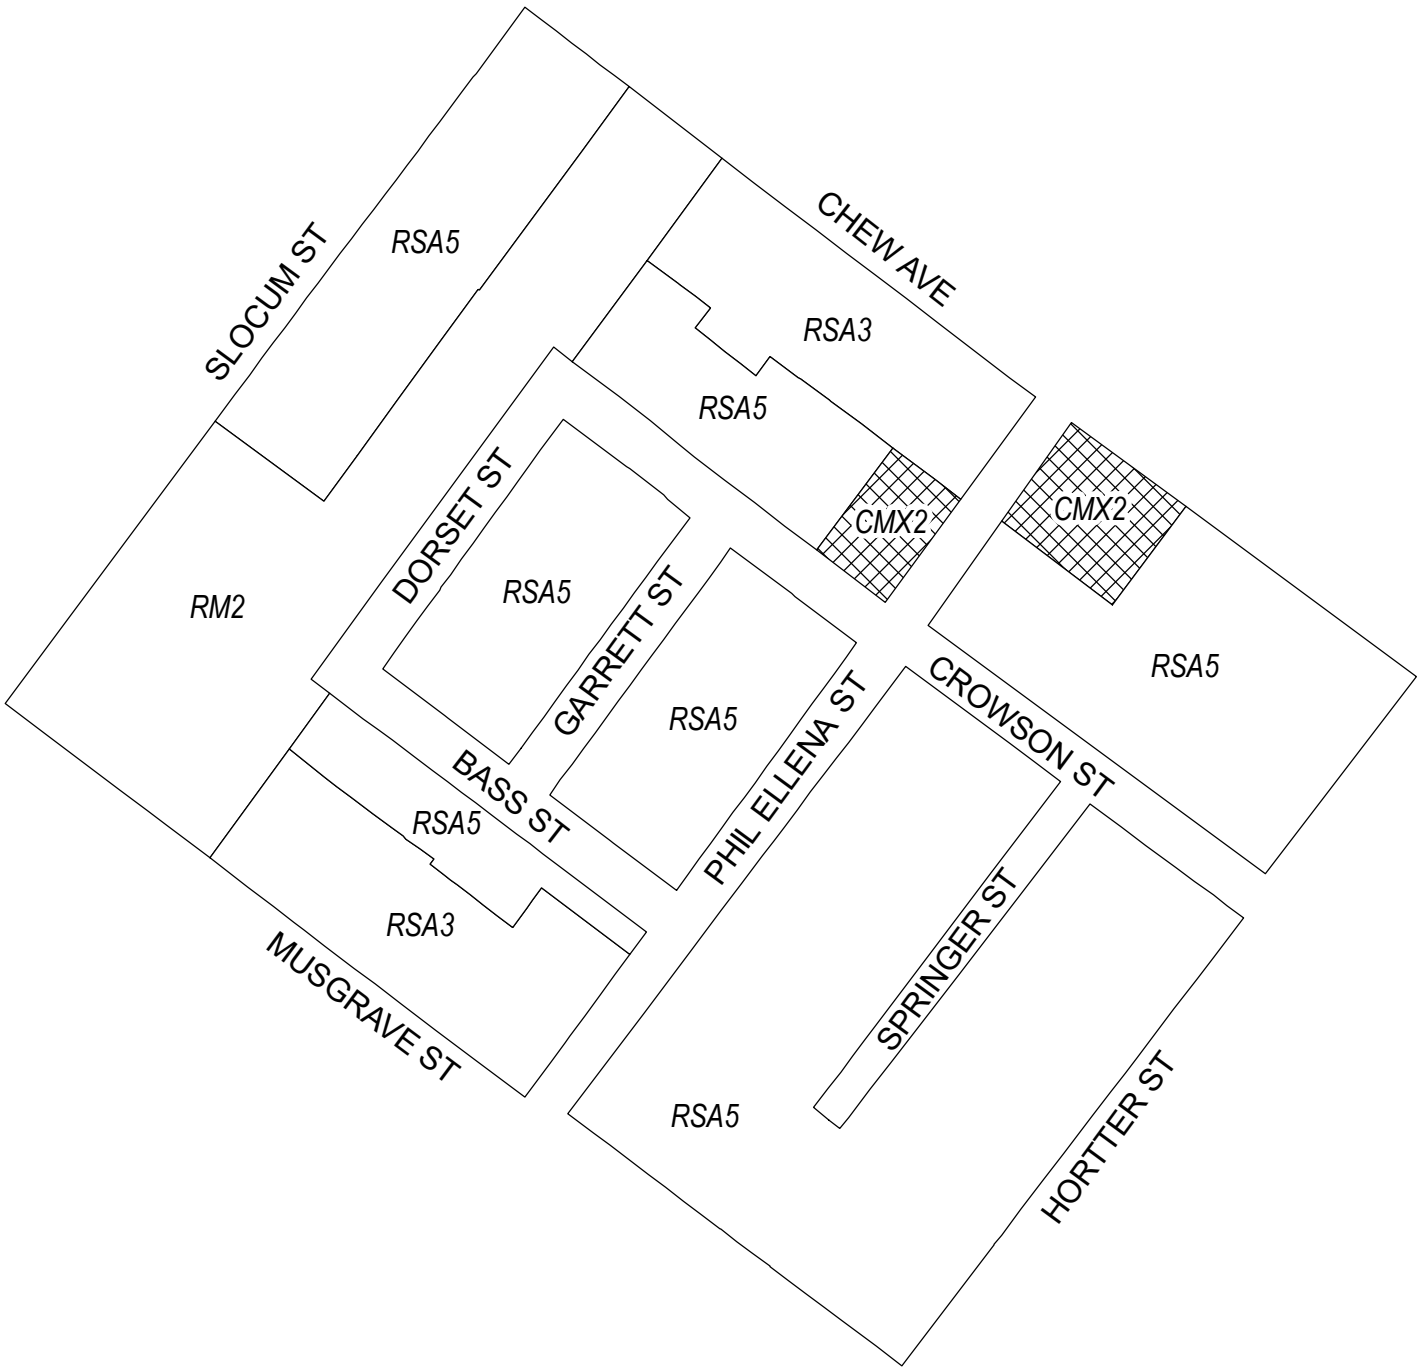 CHEW AVE
SLOCUM ST
RSA5
RSA3
RSA5
CMX2
CMX2
DORSET ST
RSA5
GARRETT ST
RM2
RSA5
RSA5
CROWSON ST
PHIL ELLENA ST
BASS ST
RSA5
RSA3
SPRINGER ST
MUSGRAVE ST
RSA5
HORTTER ST